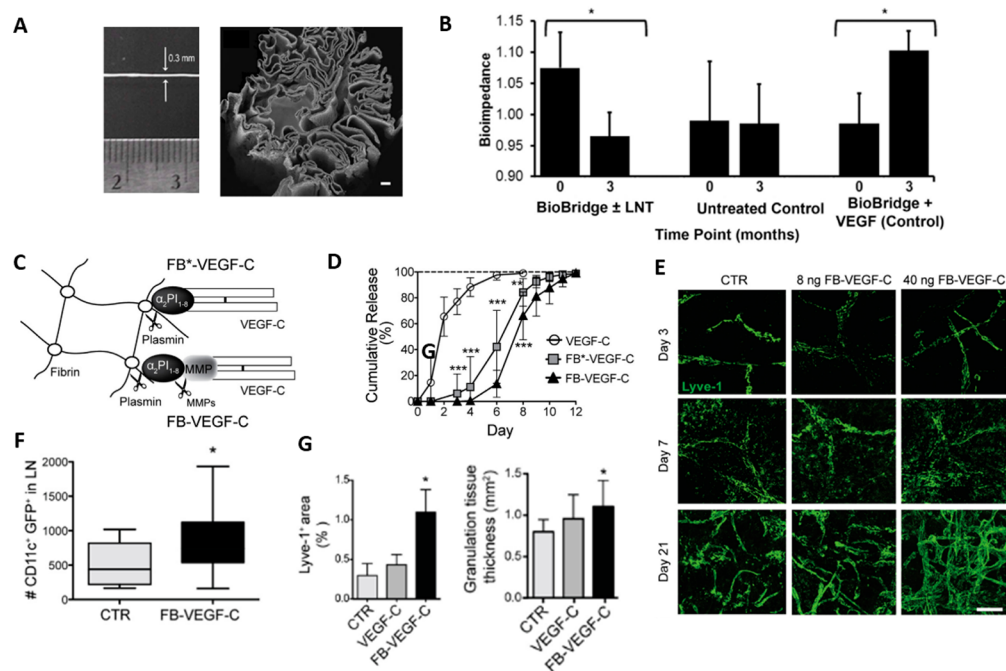 A
0.3 mm
2 3
B
Bioimpedance
1.15
1.10
1.05
1.00
0.95
0.90
* *
0 3 0 3 0 3
BioBridge ± LNT Untreated Control BioBridge + VEGF (Control)
Time Point (months)
C
FB*-VEGF-C
α2PI1-8
VEGF-C
Plasmin
Fibrin
α2PI1-8 MMP
VEGF-C
Plasmin MMPs
FB-VEGF-C
D
Cumulative Release
(%)
100
80
60
40
20
0
G
***
***
***
**
***
VEGF-C
FB*-VEGF-C
FB-VEGF-C
0 2 4 6 8 10 12
Day
E
CTR 8 ng FB-VEGF-C 40 ng FB-VEGF-C
Day 3
Lyve-1
Day 7
Day 21
F
# CD11c+ GFP+ in LN
2500
2000
1500
1000
500
0
*
CTR FB-VEGF-C
G
Lyve-1+ area
(%)
1.5
1.0
0.5
0.0
*
CTR
VEGF-C
FB-VEGF-C
Granulation tissue
thickness (mm2)
1.5
1.0
0.5
0.0
*
CTR
VEGF-C
FB-VEGF-C